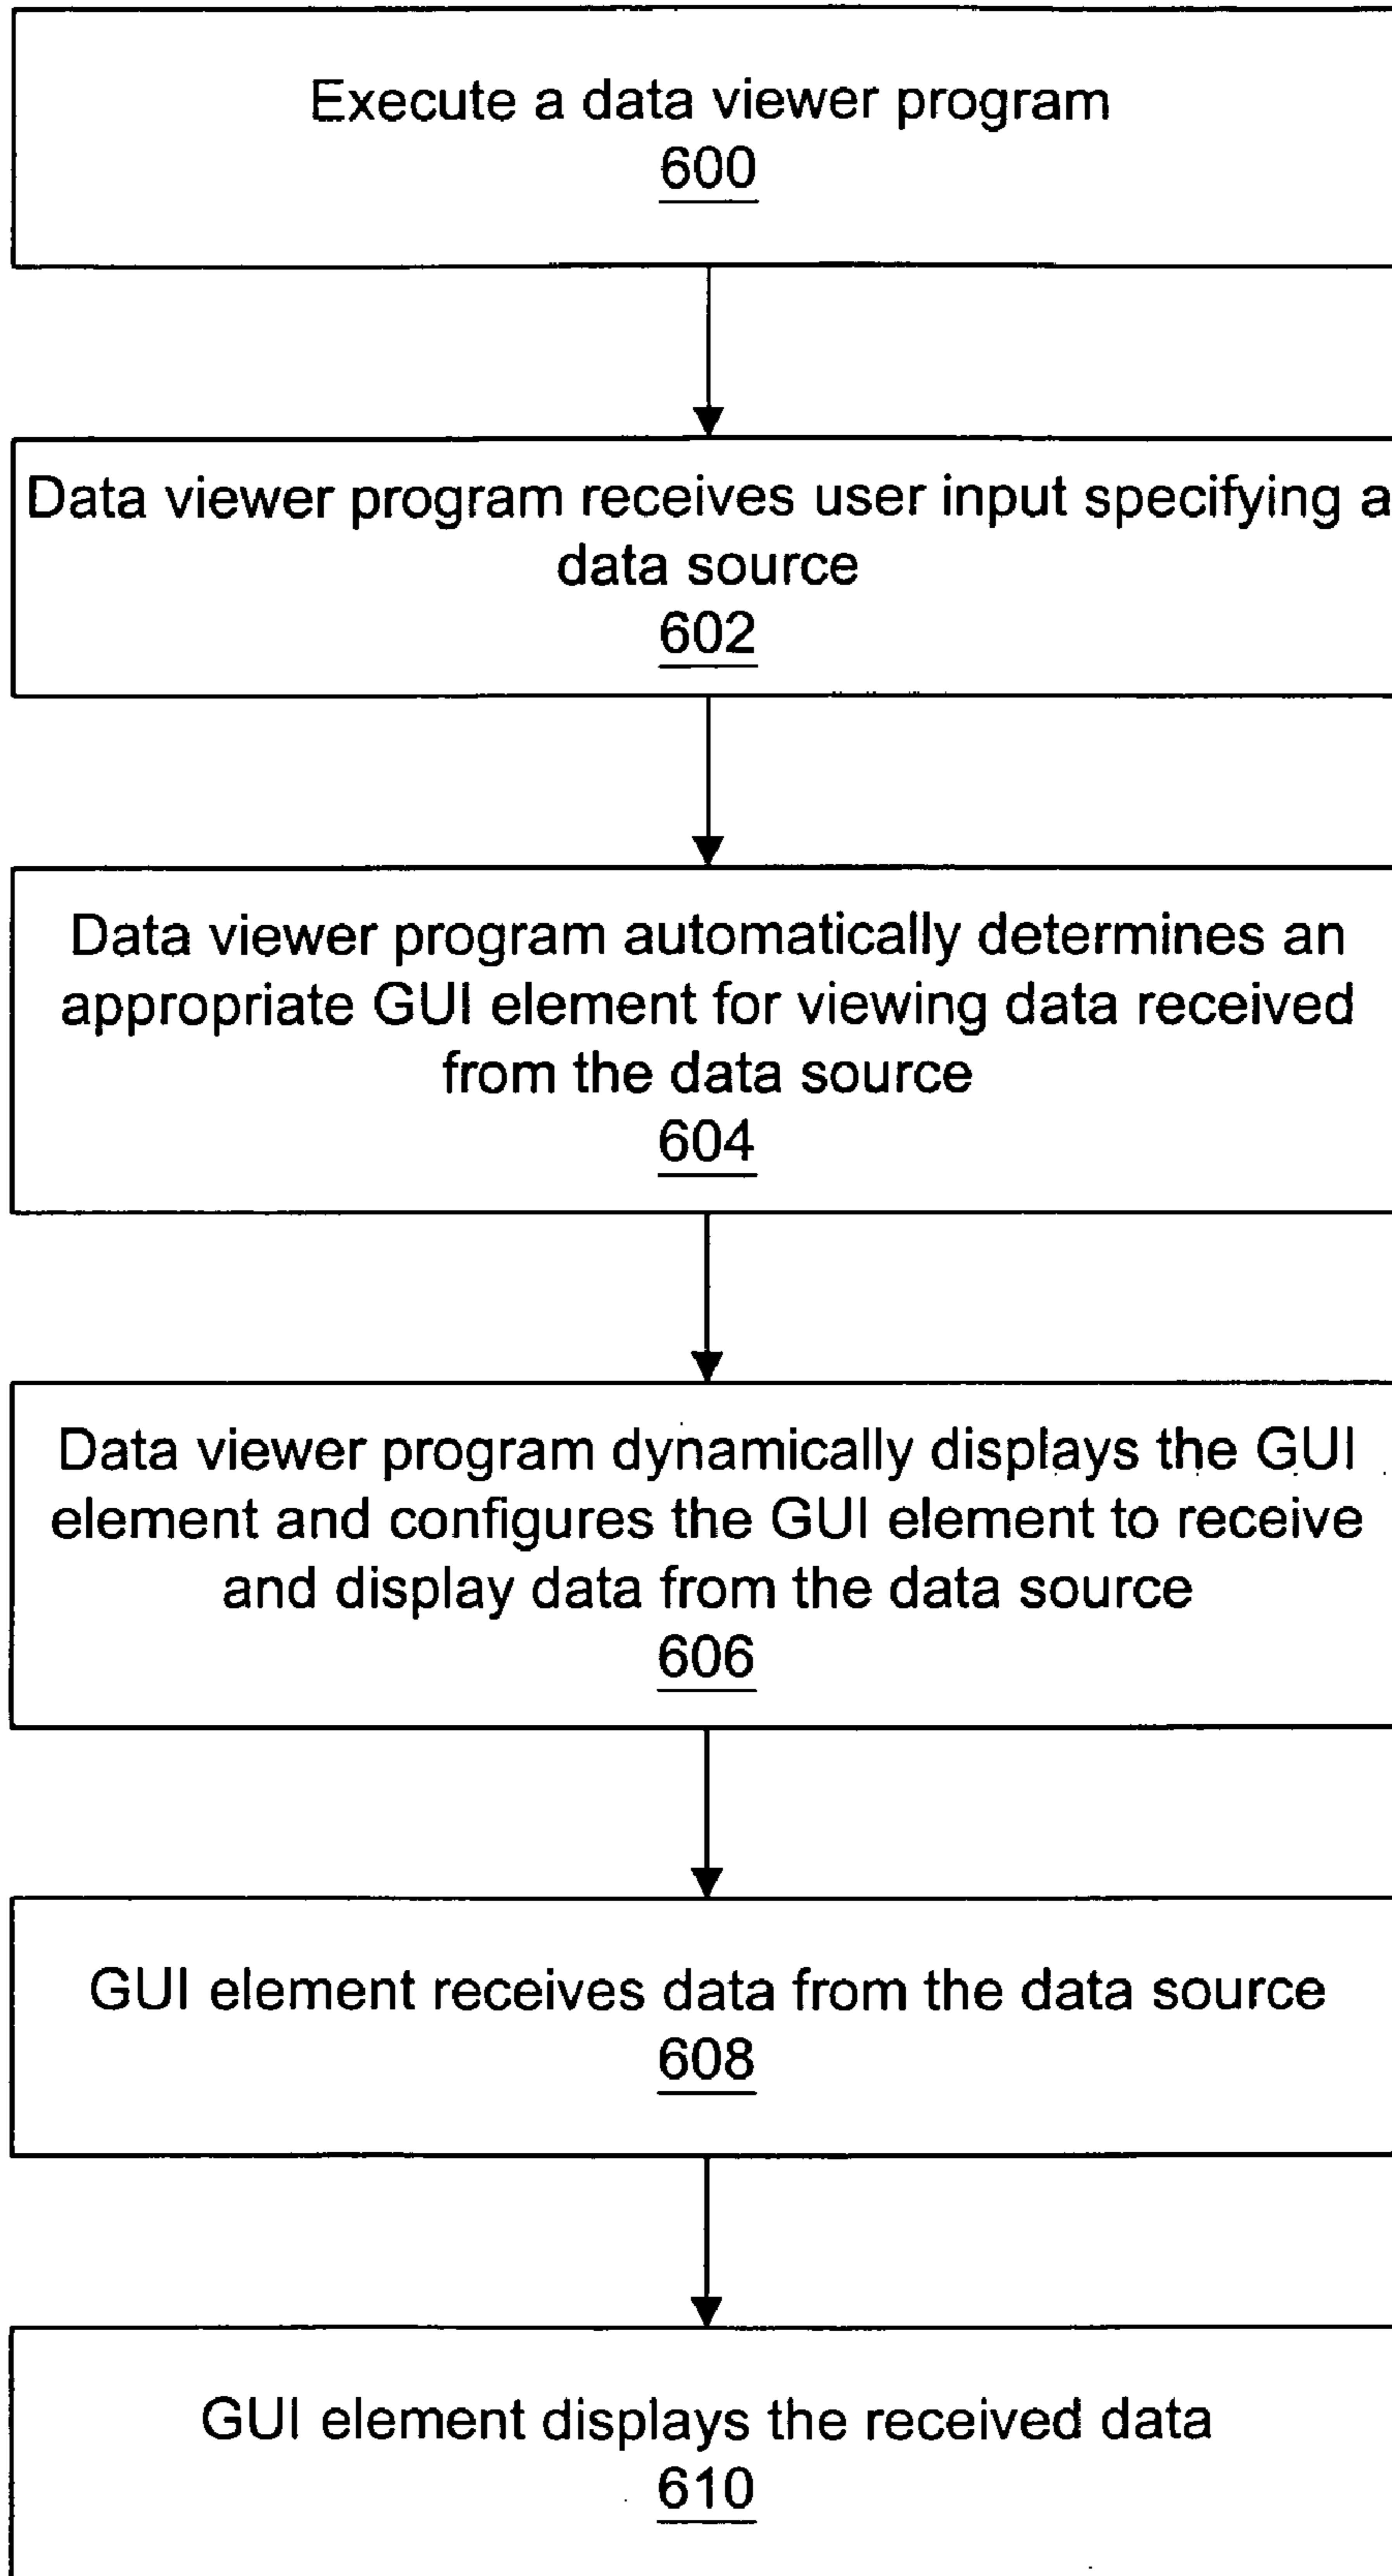 Execute a data viewer program
600
Data viewer program receives user input specifying a
data source
602
Data viewer program automatically determines an
appropriate GUI element for viewing data received
from the data source
604
Data viewer program dynamically displays the GUI
element and configures the GUI element to receive
and display data from the data source
606
GUI element receives data from the data source
608
GUI element displays the received data
610